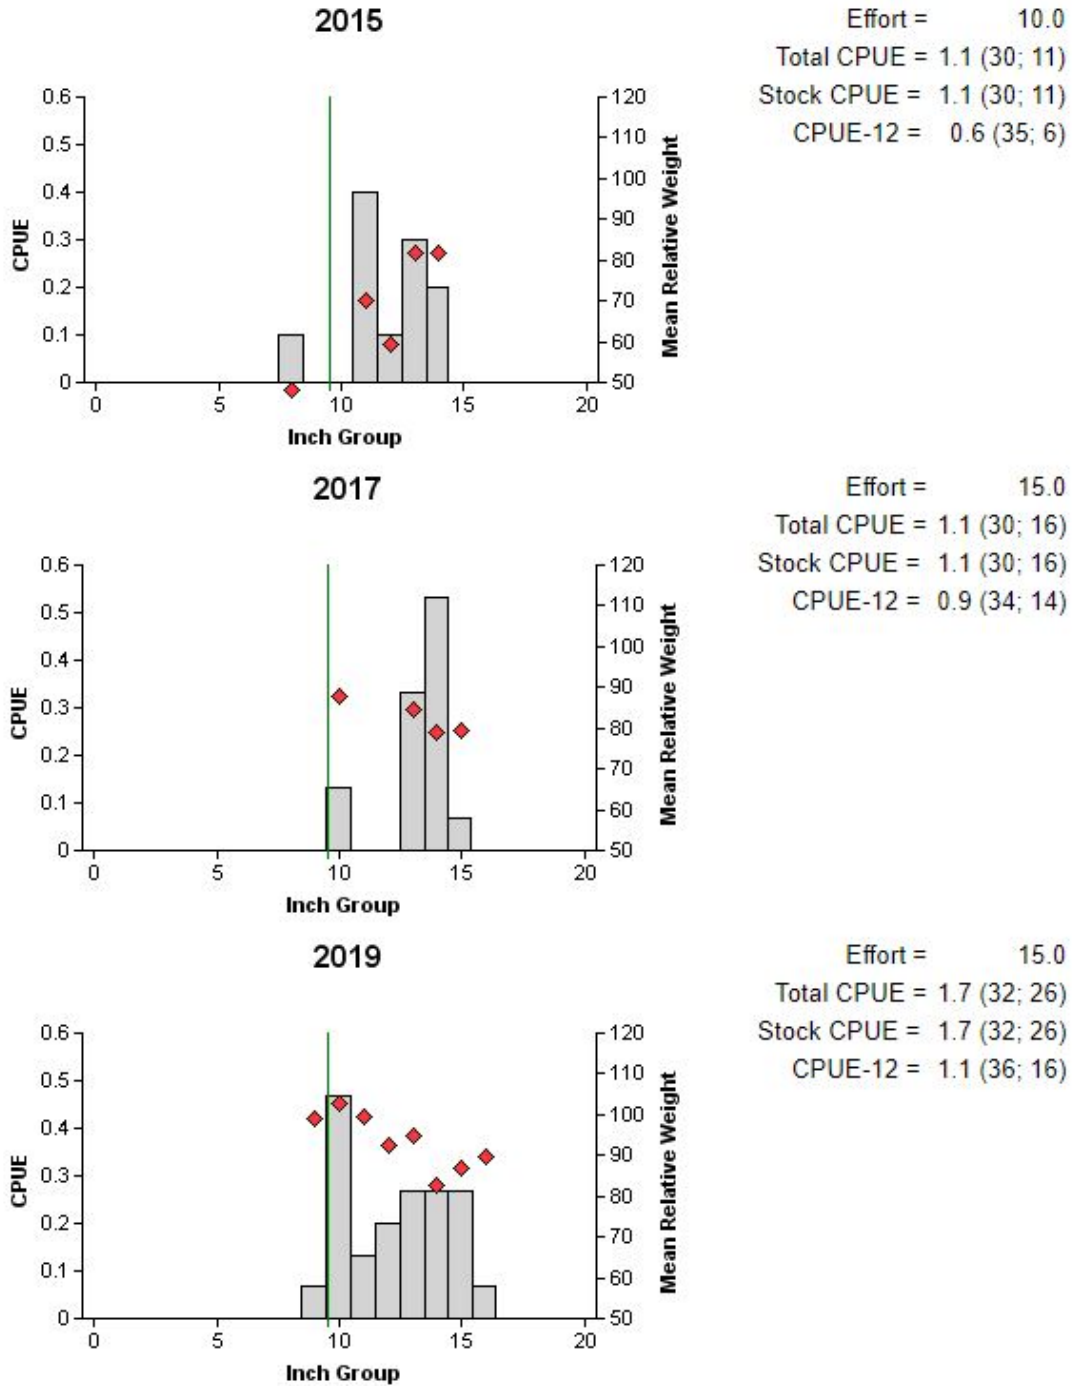 2015
Effort = 10.0
Total CPUE = 1.1 (30; 11)
Stock CPUE = 1.1 (30; 11)
CPUE-12 = 0.6 (35; 6)
0.6
0.5
0.4
0.3
0.2
0.1
0
CPUE
120
110
100
90
80
70
60
50
Mean Relative Weight
0 5 10 15 20
Inch Group
2017
Effort = 15.0
Total CPUE = 1.1 (30; 16)
Stock CPUE = 1.1 (30; 16)
CPUE-12 = 0.9 (34; 14)
0.6
0.5
0.4
0.3
0.2
0.1
0
CPUE
120
110
100
90
80
70
60
50
Mean Relative Weight
0 5 10 15 20
Inch Group
2019
Effort = 15.0
Total CPUE = 1.7 (32; 26)
Stock CPUE = 1.7 (32; 26)
CPUE-12 = 1.1 (36; 16)
0.6
0.5
0.4
0.3
0.2
0.1
0
CPUE
120
110
100
90
80
70
60
50
Mean Relative Weight
0 5 10 15 20
Inch Group